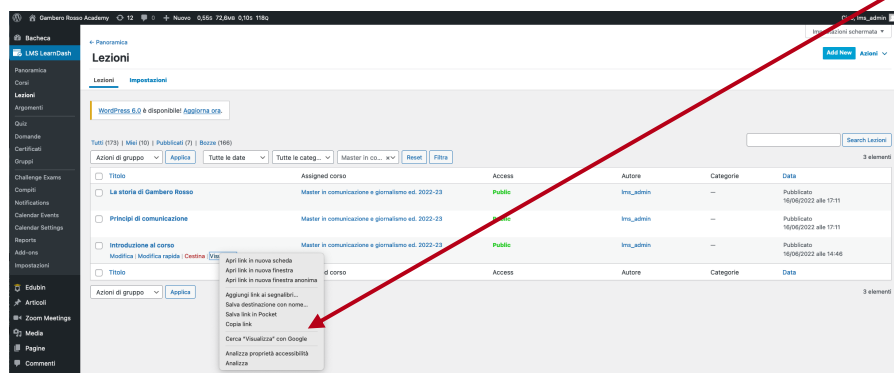 Gambero Rosso Academy 12 0 + Nuovo 0,55s 72,6MB 0,10s 118Q
lms_admin
Bacheca
LMS LearnDash
Panoramica
Corsi
Lezioni
Argomenti
Quiz
Domande
Certificati
Gruppi
Challenge Exams
Compiti
Notifications
Calendar Events
Calendar Settings
Reports
Add-ons
Impostazioni
Edubin
Articoli
Zoom Meetings
Media
Pagine
Commenti
schermata ▼
← Panoramica
Lezioni
Add New Azioni
Lezioni Impostazioni
WordPress 6.0 è disponibile! Aggiorna ora.
Tutti (173) | Miei (10) | Pubblicati (7) | Bozze (166)
Search Lezioni
Azioni di gruppo Applica Tutte le date Tutte le categ... Master in co... × Reset Filtra
3 elementi
Titolo Assigned corso Access Autore Categorie Data
La storia di Gambero Rosso Master in comunicazione e giornalismo ed. 2022-23 Public lms_admin — Pubblicato
16/06/2022 alle 17:11
Principi di comunicazione Master in comunicazione e giornalismo ed. 2022-23 lms_admin — Pubblicato
16/06/2022 alle 17:11
Introduzione al corso Master in comunicazione e giornalismo ed. 2022-23 Public lms_admin — Pubblicato
Modifica | Modifica rapida | Cestina | 16/06/2022 alle 14:46
Titolo corso Access Autore Categorie Data
Azioni di gruppo Applica
3 elementi
Apri link in nuova scheda
Apri link in nuova finestra
Apri link in nuova finestra anonima
Aggiungi link ai segnalibri...
Salva destinazione con nome...
Salva link in Pocket
Copia link
Cerca "Visualizza" con Google
Analizza proprietà accessibilità
Analizza